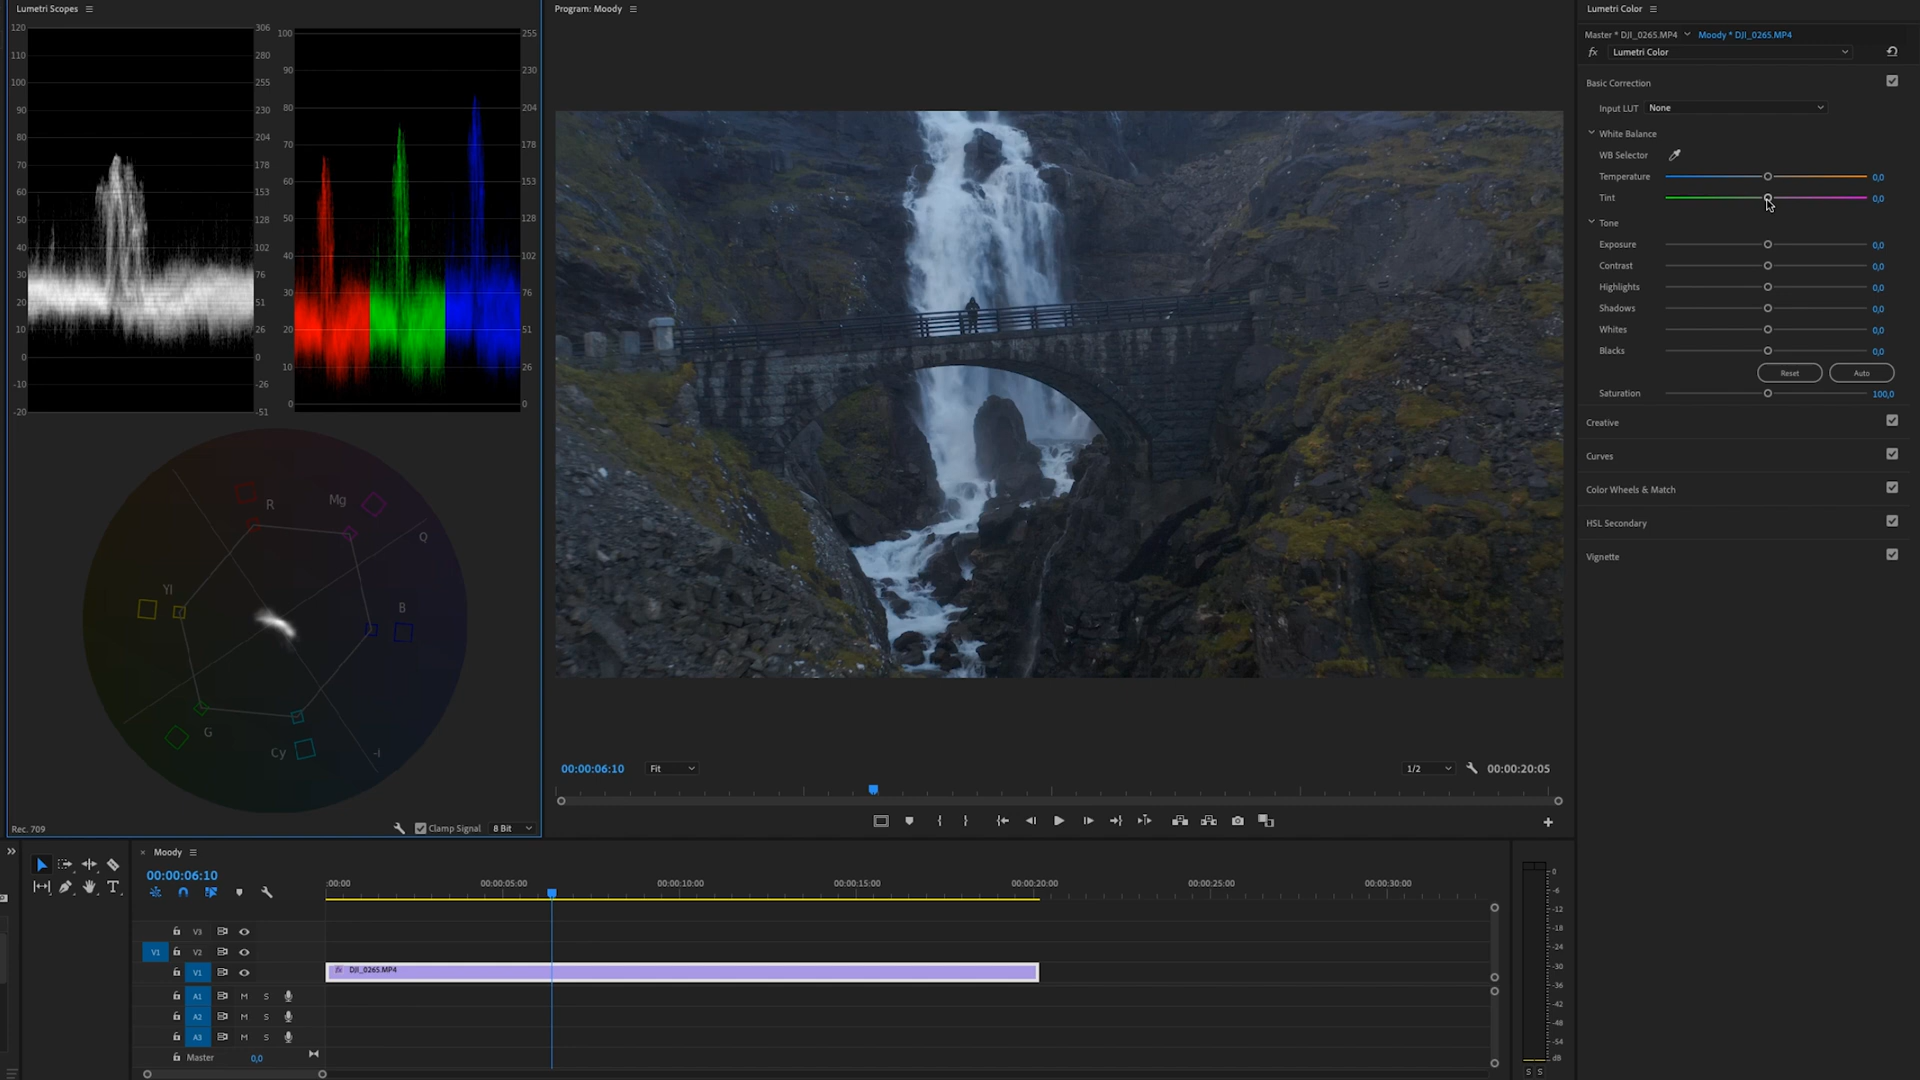 Lumetri Scopes
120
110
100
90
80
70
60
50
40
30
20
10
0
-10
-20
306
280
255
230
204
178
153
128
102
76
51
26
0
-26
-51
100
90
80
70
60
50
40
30
20
10
0
255
230
204
178
153
128
102
76
51
26
0
R
Mg
Q
Yl
B
G
Cy
-I
Rec. 709
Clamp Signal
8 Bit
Program: Moody
00:00:06:10
Fit
1/2
00:00:20:05
Lumetri Color
Master * DJI_0265.MP4
Moody * DJI_0265.MP4
fx
Lumetri Color
Basic Correction
Input LUT
None
White Balance
WB Selector
Temperature
0,0
Tint
0,0
Tone
Exposure
0,0
Contrast
0,0
Highlights
0,0
Shadows
0,0
Whites
0,0
Blacks
0,0
Reset
Auto
Saturation
100,0
Creative
Curves
Color Wheels & Match
HSL Secondary
Vignette
Moody
00:00:06:10
:00:00
00:00:05:00
00:00:10:00
00:00:15:00
00:00:20:00
00:00:25:00
00:00:30:00
V3
V1
V2
V1
fx
DJI_0265.MP4
A1
M
S
A2
M
S
A3
M
S
Master
0,0
0
-6
-12
-18
-24
-30
-36
-42
-48
-54
dB
S
S